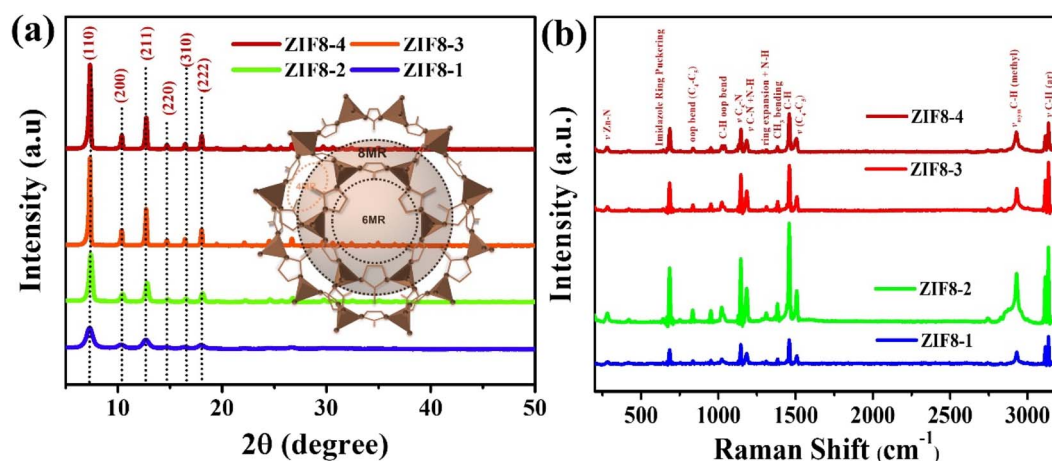 (a)
ZIF8-4
ZIF8-3
ZIF8-2
ZIF8-1
(110)
(200)
(211)
(220)
(310)
(222)
8MR
6MR
Intensity (a.u)
10
20
30
40
50
2θ (degree)
(b)
ν Zn-N
Imidazole Ring Puckering
oop bend (C₄-C₅)
C-H oop bend
ν C₅-N
ν C-N +N-H
ring expansion + N-H
CH₃ bending
C-H
ν (C₄-C₅)
C-H (methyl)
ν C-H (ar)
ZIF8-4
ZIF8-3
ZIF8-2
ZIF8-1
Intensity (a.u.)
500
1000
1500
2000
2500
3000
Raman Shift (cm⁻¹)